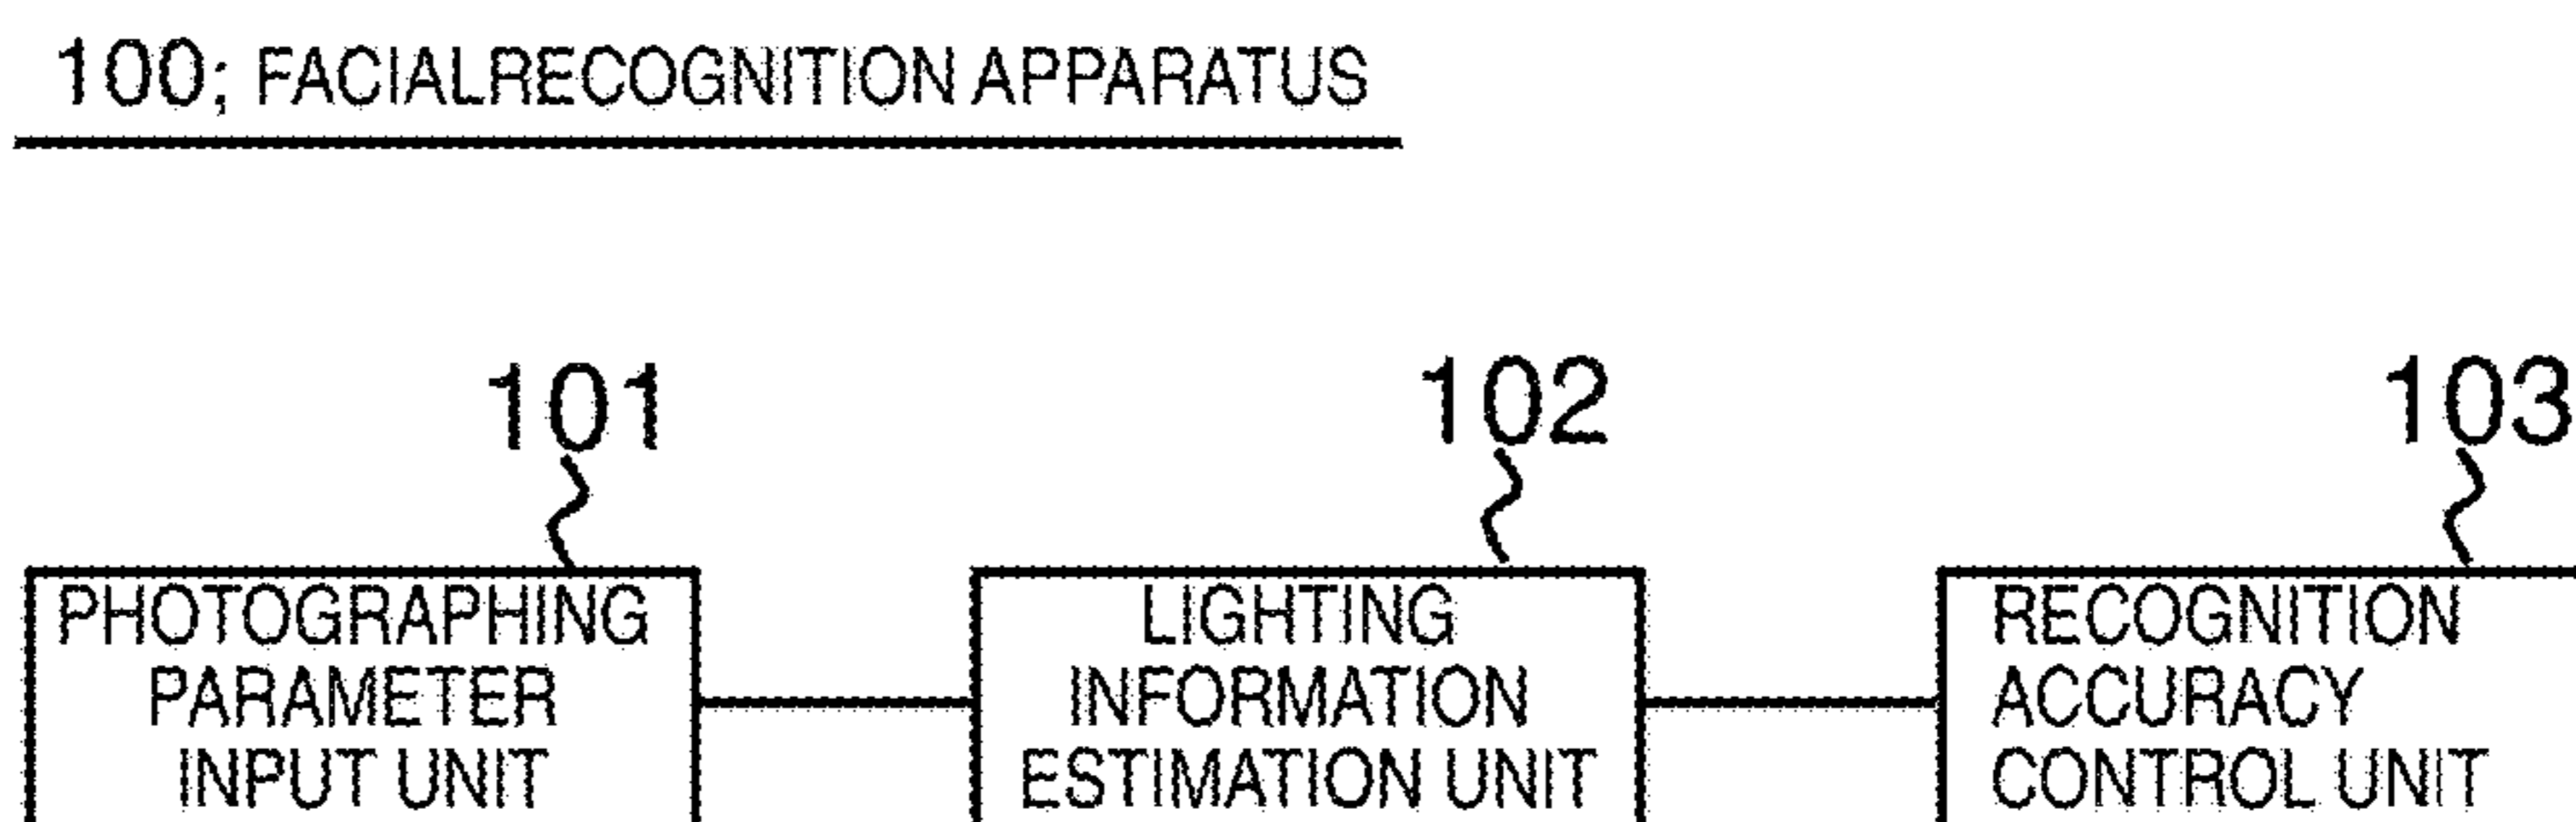 100; FACIALRECOGNITION APPARATUS
101
102
103
PHOTOGRAPHING
PARAMETER
INPUT UNIT
LIGHTING
INFORMATION
ESTIMATION UNIT
RECOGNITION
ACCURACY
CONTROL UNIT